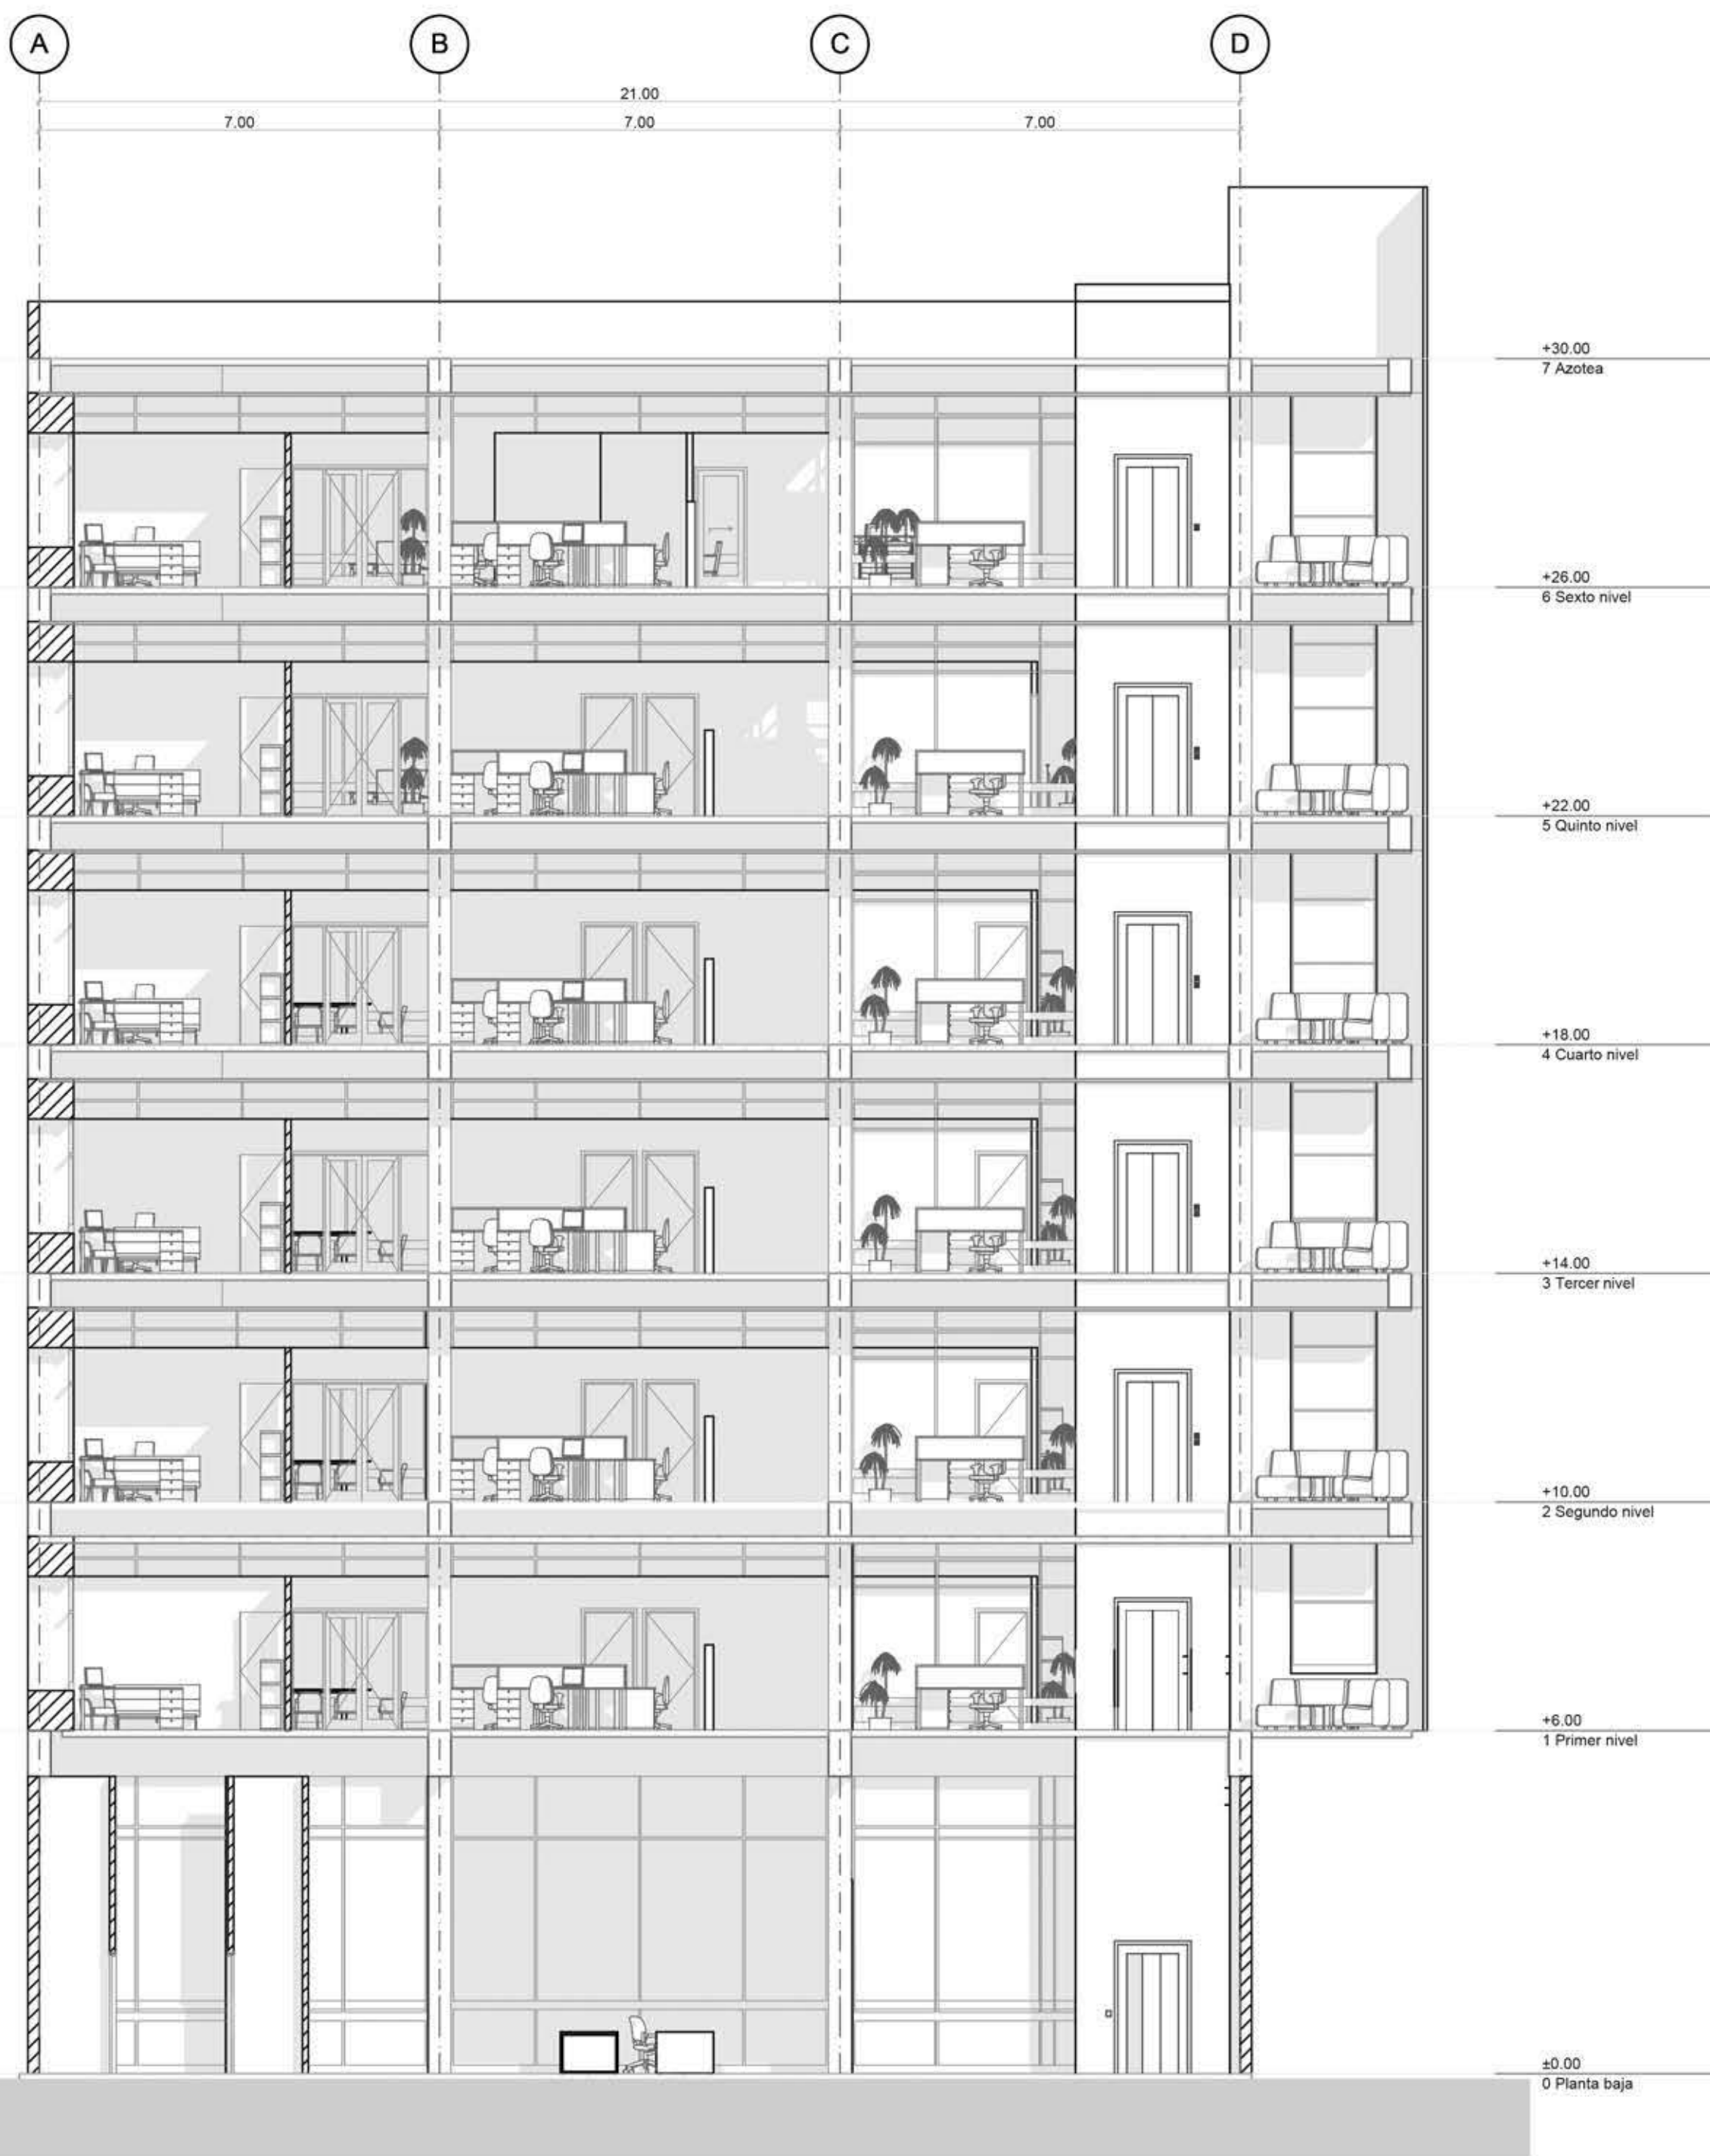 A
B
C
D
21.00
7.00
7.00
7.00
+30.00
7 Azotea
+26.00
6 Sexto nivel
+22.00
5 Quinto nivel
+18.00
4 Cuarto nivel
+14.00
3 Tercer nivel
+10.00
2 Segundo nivel
+6.00
1 Primer nivel
±0.00
0 Planta baja